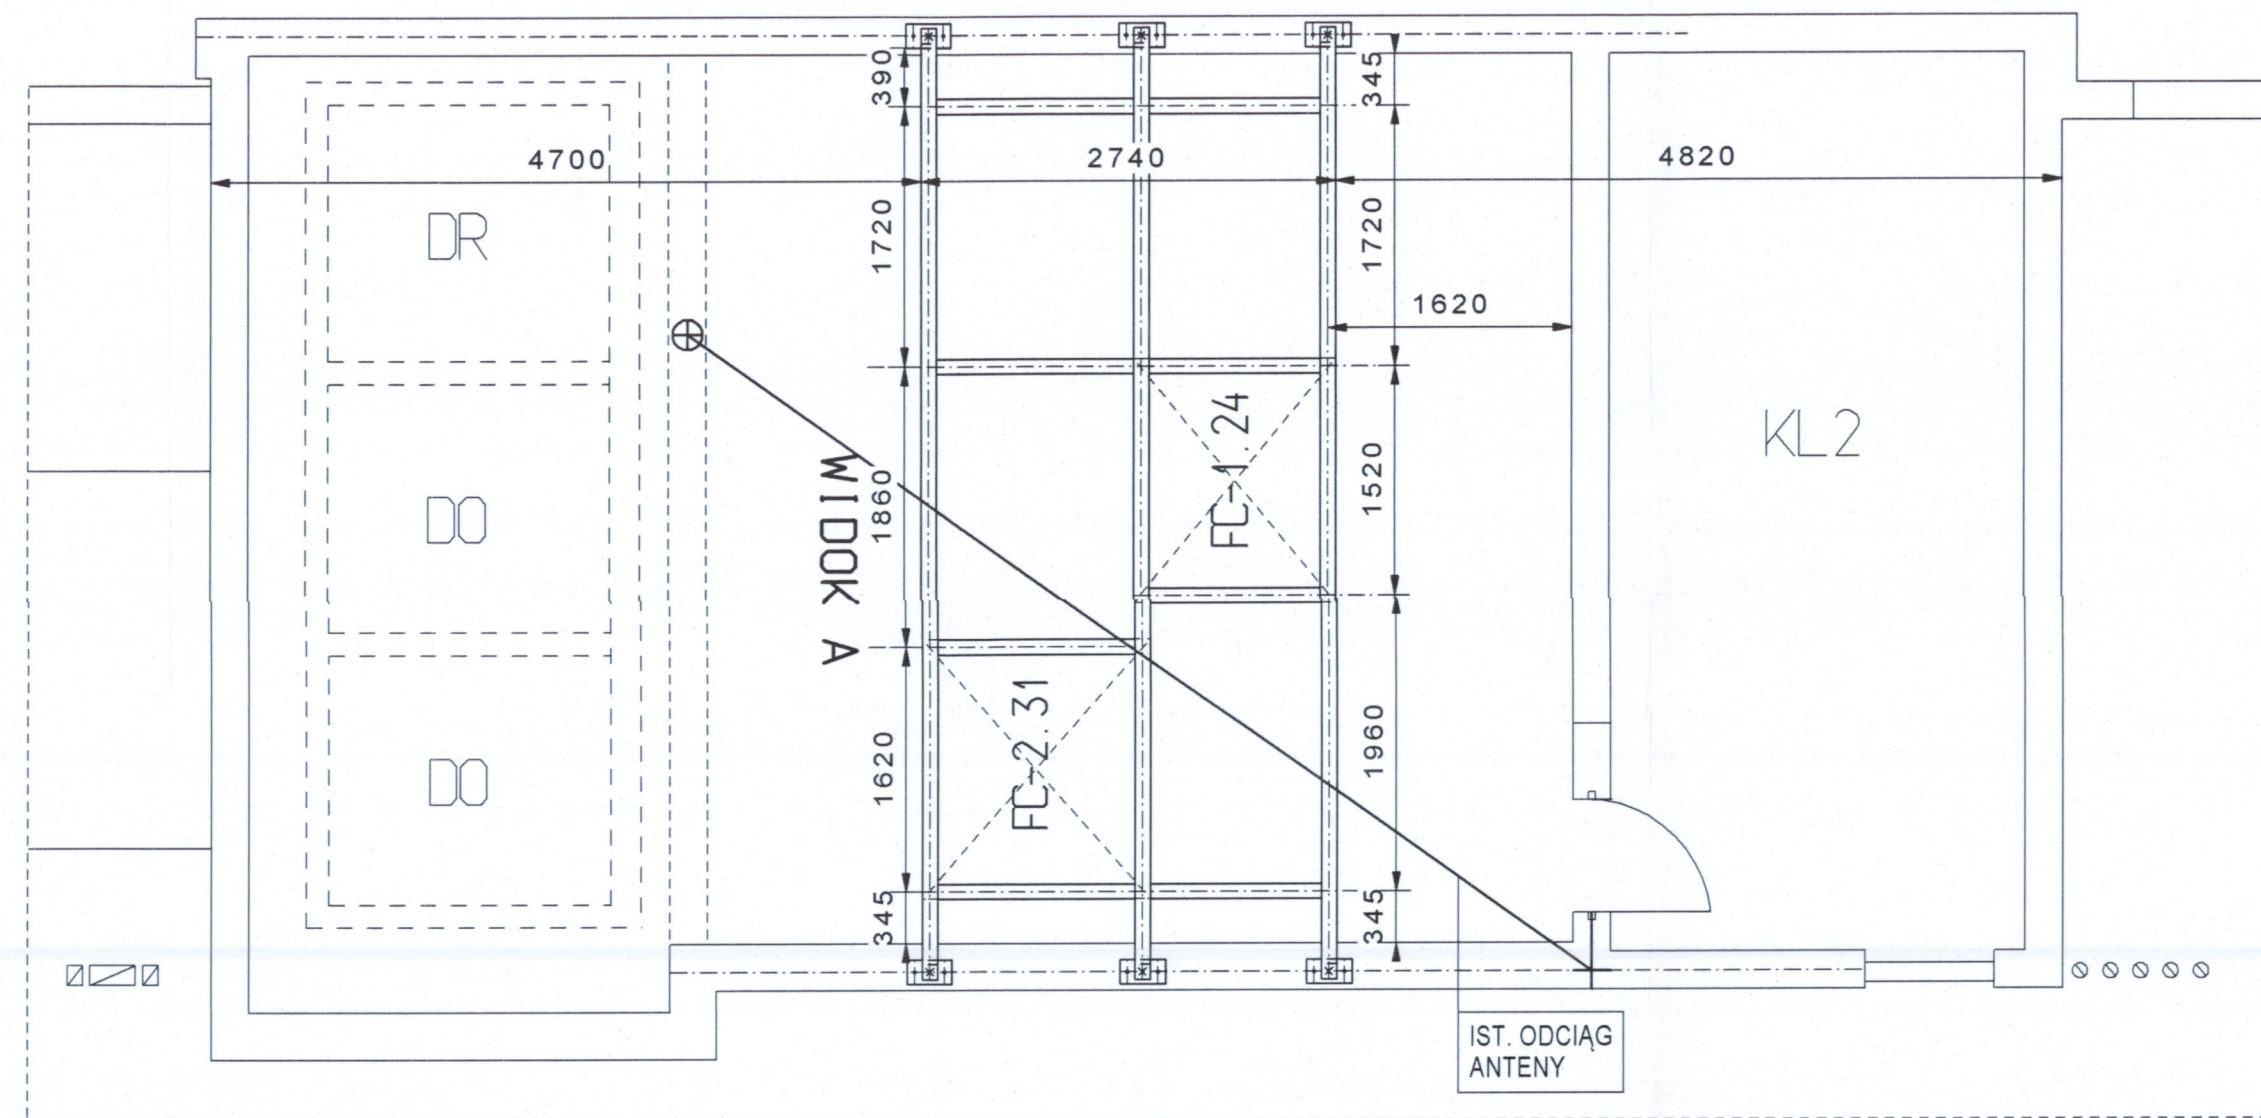 390
345
4700
2740
4820
DR
1720
1720
1620
KL2
FC-1.24
WIDOK A
1860
1520
DO
FC-2.31
1620
1960
DO
345
345
IST. ODCIĄG
ANTENY